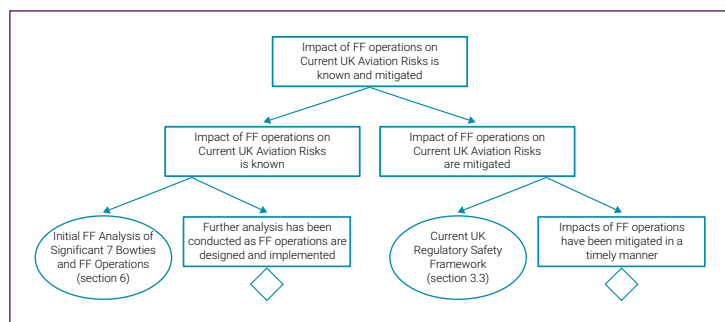 Impact of FF operations on
Current UK Aviation Risks is
known and mitigated
Impact of FF operations on
Current UK Aviation Risks
is known
Impact of FF operations on
Current UK Aviation Risks
are mitigated
Initial FF Analysis of
Significant 7 Bowties
and FF Operations
(section 6)
Further analysis has been
conducted as FF operations are
designed and implemented
Current UK
Regulatory Safety
Framework
(section 3.3)
Impacts of FF operations
have been mitigated in a
timely manner